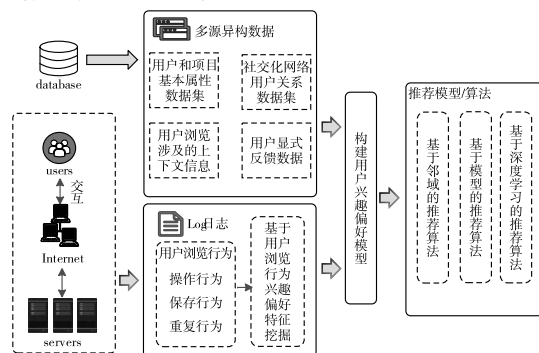 多源异构数据
database
用户和项目
基本属性
数据集
社交化网络
用户关系
数据集
用户浏览
涉及的上
下文信息
用户显式
反馈数据
users
交互
Internet
servers
Log日志
用户浏览行为
操作行为
保存行为
重复行为
基于
用户
浏览
行为
兴趣
偏好
特征
挖掘
构建用户兴趣偏好模型
推荐模型/算法
基于邻域的推荐算法
基于模型的推荐算法
基于深度学习的推荐算法